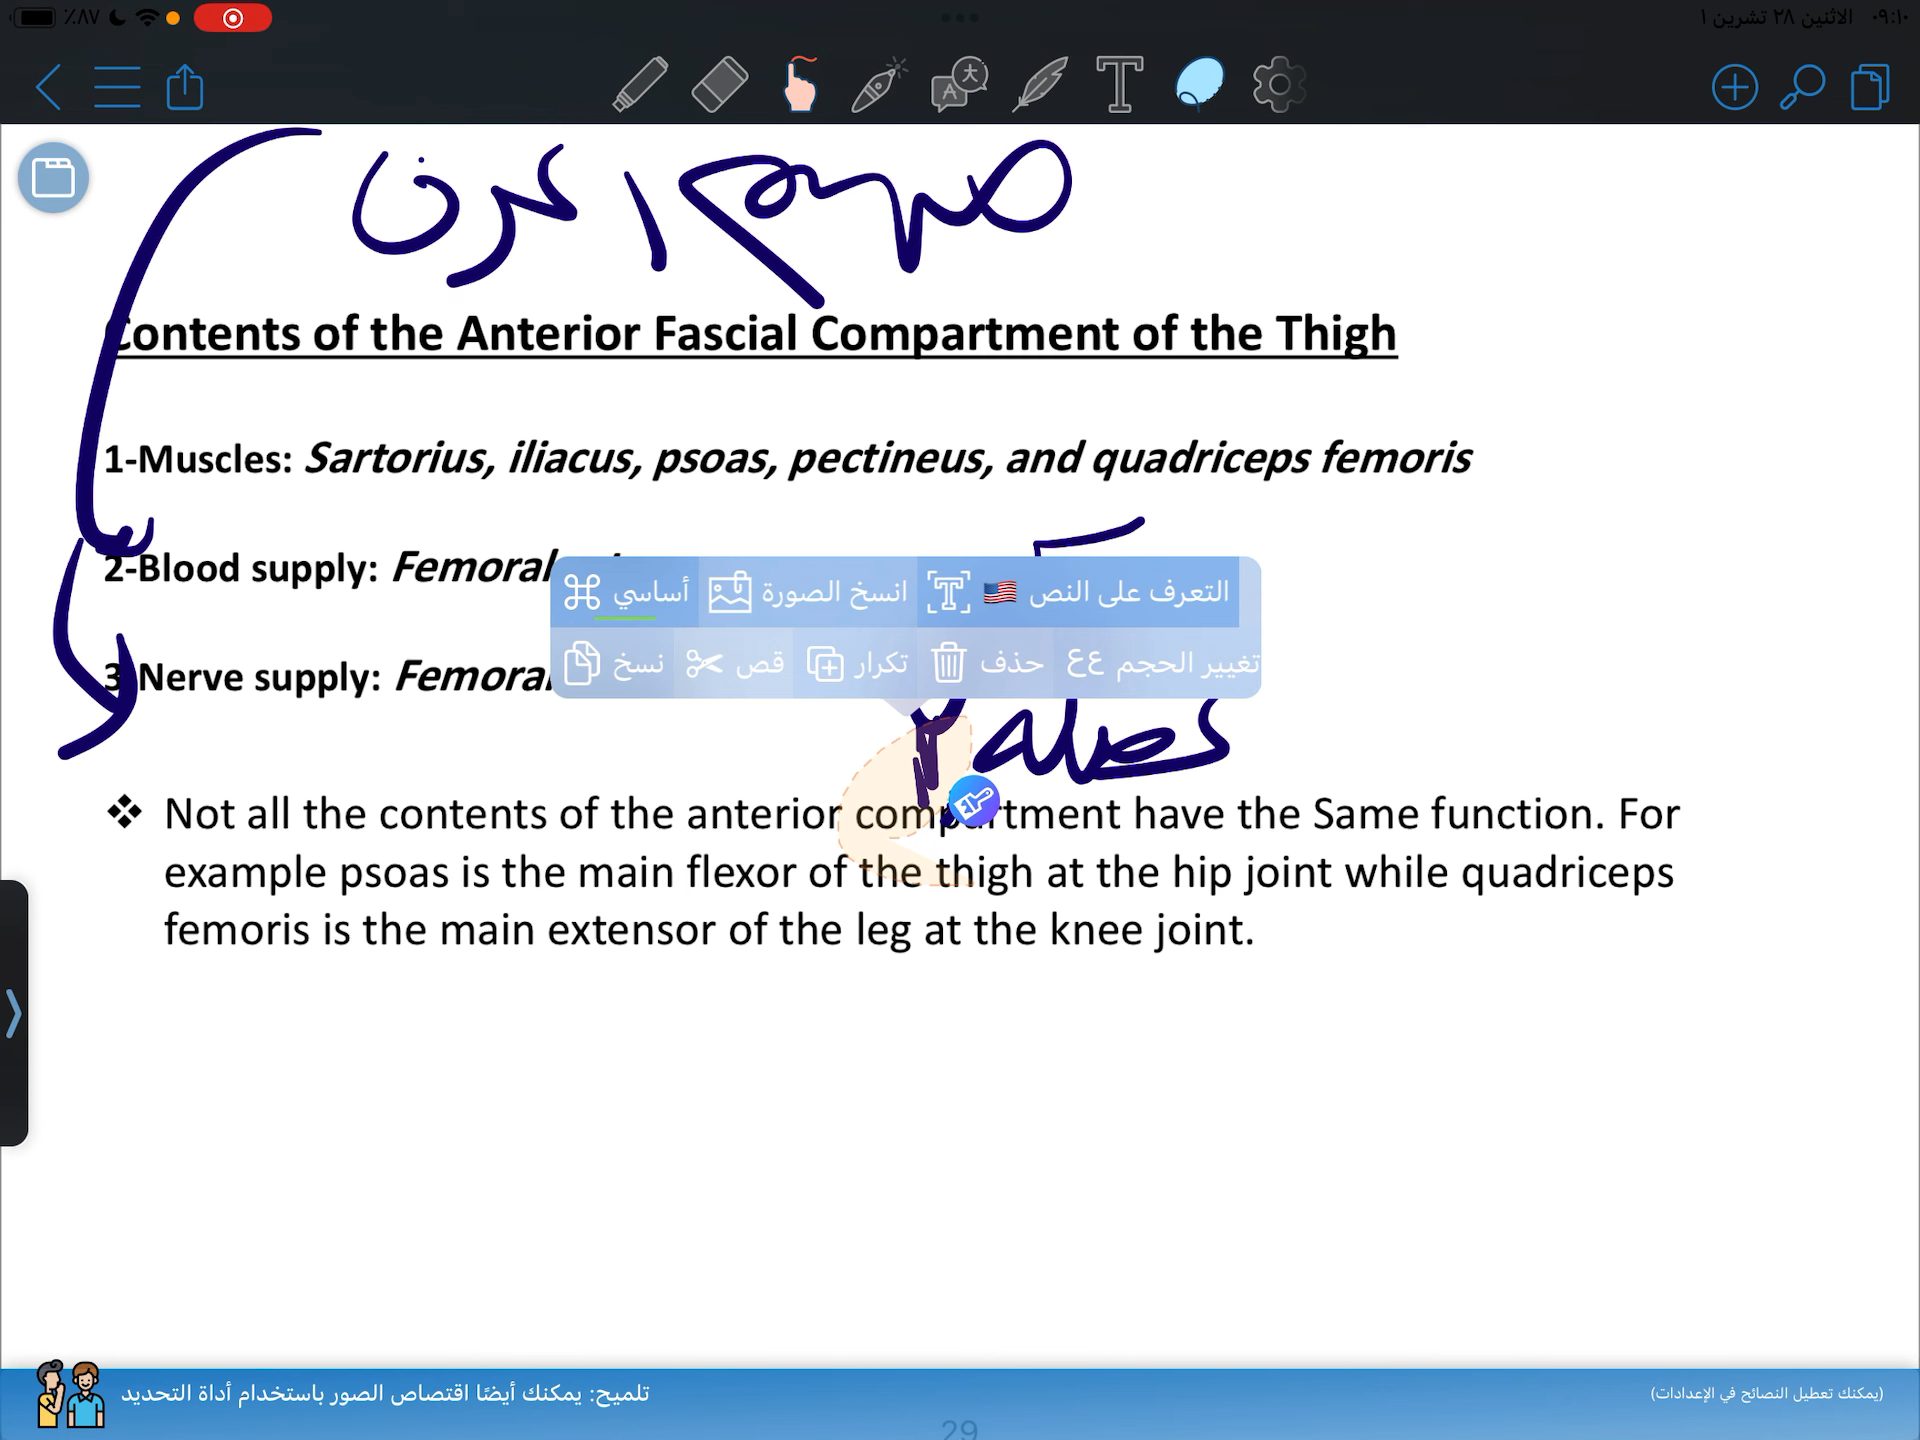 ٪٨٧
٠٩:١٠ الاثنين ٢٨ تشرين ١
Contents of the Anterior Fascial Compartment of the Thigh
1-Muscles: Sartorius, iliacus, psoas, pectineus, and quadriceps femoris
2-Blood supply: Femoral
أساسي انسخ الصورة التعرف على النص
نسخ قص تكرار حذف تغيير الحجم
3-Nerve supply: Femoral
❖ Not all the contents of the anterior compartment have the Same function. For
example psoas is the main flexor of the thigh at the hip joint while quadriceps
femoris is the main extensor of the leg at the knee joint.
تلميح: يمكنك أيضًا اقتصاص الصور باستخدام أداة التحديد
(يمكنك تعطيل النصائح في الإعدادات)
29